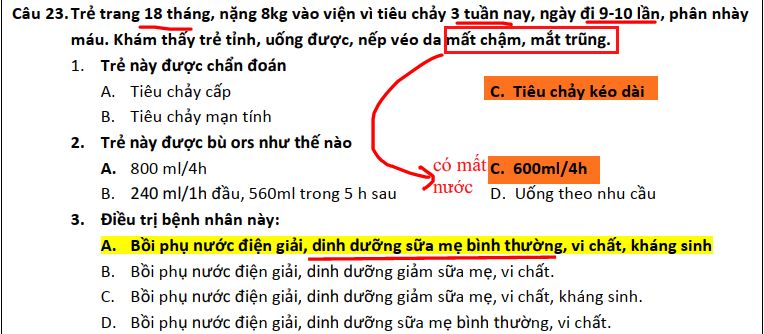 Câu 23. Trẻ trang 18 tháng, nặng 8kg vào viện vì tiêu chảy 3 tuần nay, ngày đi 9-10 lần, phân nhày
máu. Khám thấy trẻ tỉnh, uống được, nếp véo da mất chậm, mắt trũng.
1. Trẻ này được chẩn đoán
A. Tiêu chảy cấp C. Tiêu chảy kéo dài
B. Tiêu chảy mạn tính
2. Trẻ này được bù ors như thế nào
A. 800 ml/4h có mất C. 600ml/4h
B. 240 ml/1h đầu, 560ml trong 5 h sau nước D. Uống theo nhu cầu
3. Điều trị bệnh nhân này:
A. Bồi phụ nước điện giải, dinh dưỡng sữa mẹ bình thường, vi chất, kháng sinh
B. Bồi phụ nước điện giải, dinh dưỡng giảm sữa mẹ, vi chất.
C. Bồi phụ nước điện giải, dinh dưỡng giảm sữa mẹ, vi chất, kháng sinh.
D. Bồi phụ nước điện giải, dinh dưỡng sữa mẹ bình thường, vi chất.